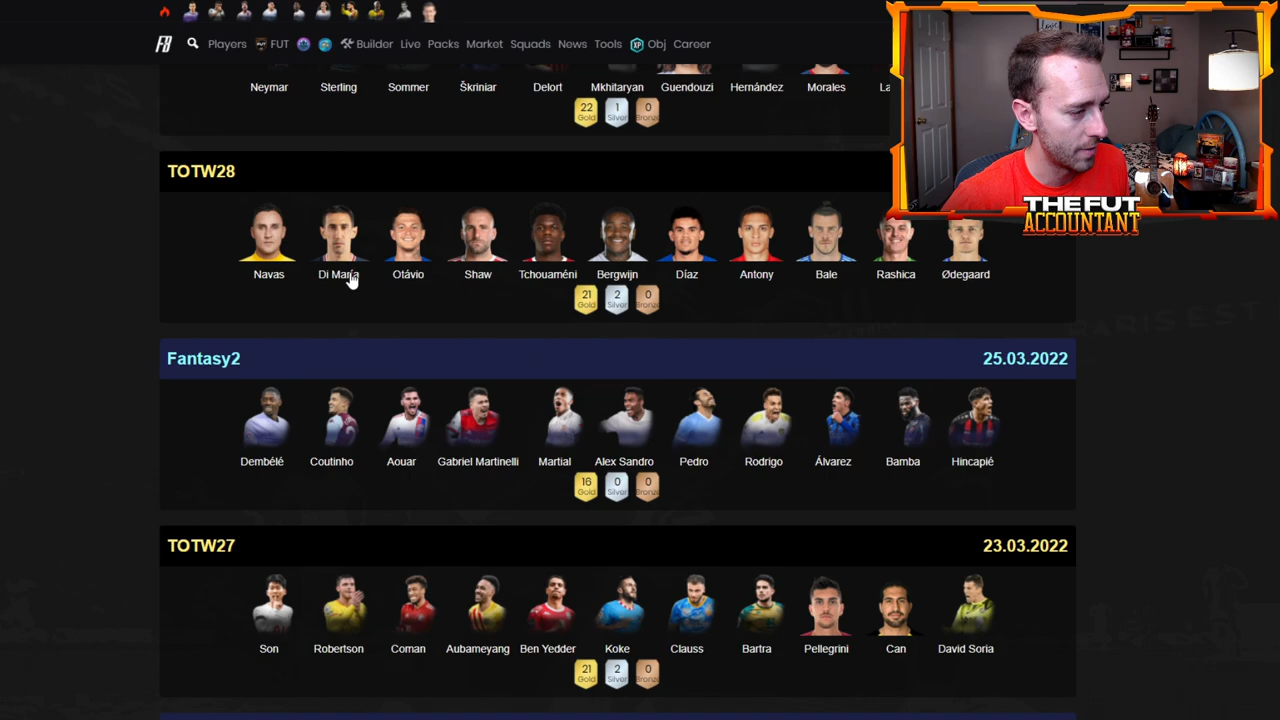 FB Players FUT Builder Live Packs Market Squads News Tools XP Obj Career
Neymar Sterling Sommer Škriniar Delort Mkhitaryan Guendouzi Hernández Morales La
22 Gold 1 Silver 0 Bronze
TOTW28
Navas Di María Otávio Shaw Tchouaméni Bergwijn Díaz Antony Bale Rashica Ødegaard
21 Gold 2 Silver 0 Bronze
THE FUT
ACCOUNTANT
Fantasy2 25.03.2022
Dembélé Coutinho Aouar Gabriel Martinelli Martial Alex Sandro Pedro Rodrigo Álvarez Bamba Hincapié
16 Gold 0 Silver 0 Bronze
TOTW27 23.03.2022
Son Robertson Coman Aubameyang Ben Yedder Koke Clauss Bartra Pellegrini Can David Soria
21 Gold 2 Silver 0 Bronze